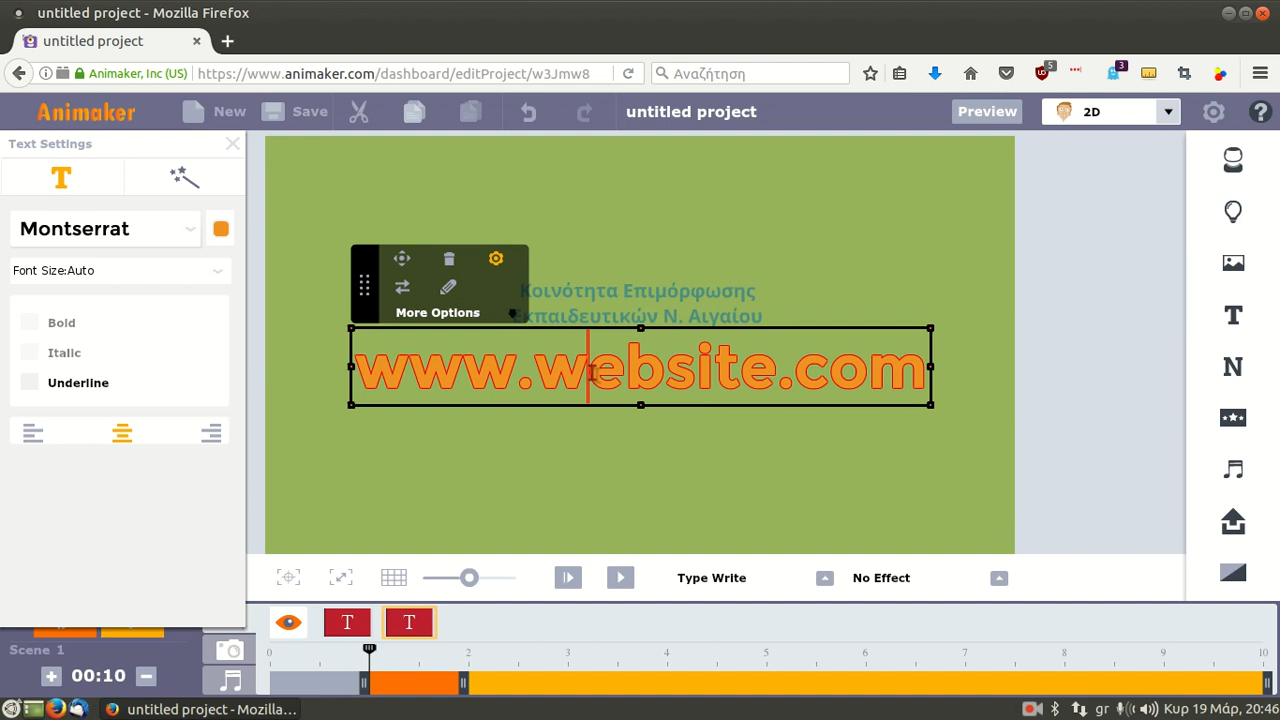 untitled project - Mozilla Firefox
untitled project
Animaker, Inc (US)
https://www.animaker.com/dashboard/editProject/w3Jmw8
Αναζήτηση
5
3
Animaker
New
Save
untitled project
Preview
2D
Text Settings
T
Montserrat
Font Size:Auto
Bold
Italic
Underline
More Options
Κοινότητα Επιμόρφωσης
Εκπαιδευτικών Ν. Αιγαίου
www.website.com
T
N
Type Write
No Effect
T
T
Scene 1
0 2 3 4 5 6 7 8 9 10
00:10
untitled project - Mozilla...
gr
Κυρ 19 Μάρ, 20:46